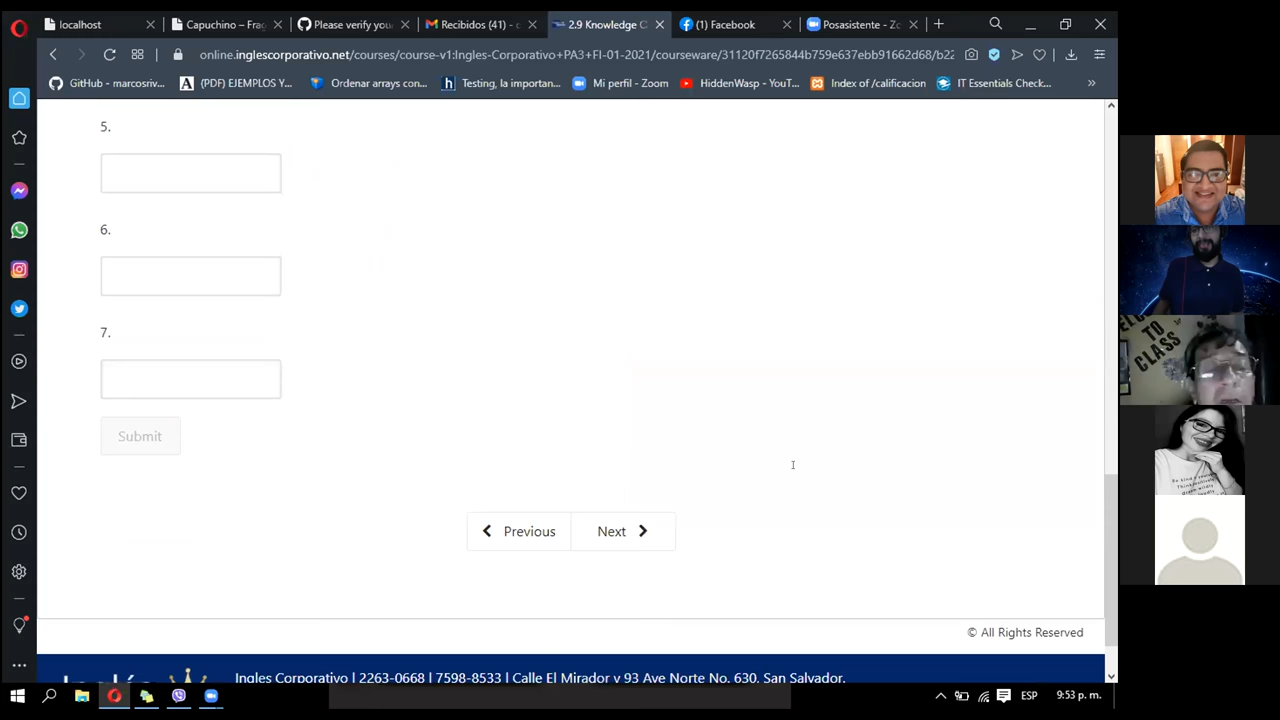 localhost
Capuchino – Fra
Please verify you
Recibidos (41) -
2.9 Knowledge C
(1) Facebook
Posasistente - Zo
online.inglescorporativo.net/courses/course-v1:Ingles-Corporativo+PA3+FI-01-2021/courseware/31120f7265844b759e637ebb91662d68/b22
GitHub - marcosriv...
(PDF) EJEMPLOS Y...
Ordenar arrays con...
Testing, la importan...
Mi perfil - Zoom
HiddenWasp - YouT...
Index of /calificacion
IT Essentials Check...
»
5.
6.
7.
Submit
Previous
Next
© All Rights Reserved
Ingles Corporativo | 2263-0668 | 7598-8533 | Calle El Mirador y 93 Ave Norte No. 630, San Salvador.
TO
CLASS
ESP
9:53 p. m.